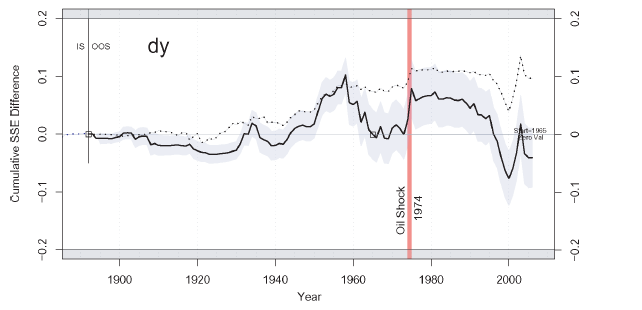 0.2
0.2
IS
OOS
dy
0.1
0.1
0.0
0
Start=1965
Zero Val
−0.1
−0.1
−0.2
−0.2
Cumulative SSE Difference
Oil Shock
1974
1900
1920
1940
1960
1980
2000
Year